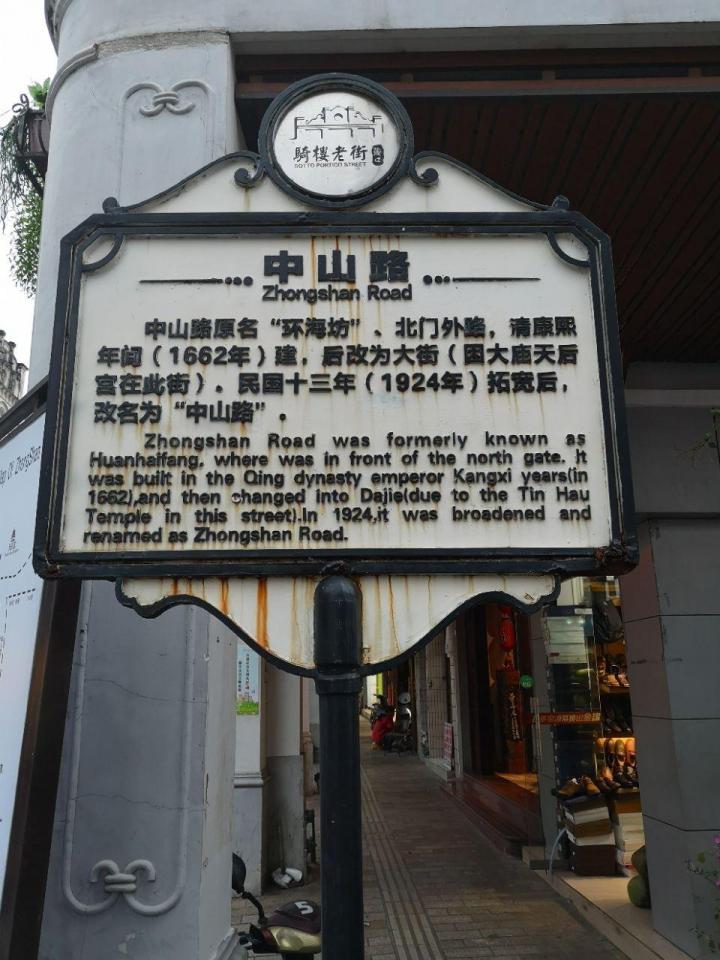 騎樓老街
SOTTO PORTICO STREET
中山路
Zhongshan Road
中山路原名“环海坊”、北门外路，清康熙
年间（1662年）建，后改为大街（因大庙天后
宫在此街）。民国十三年（1924年）拓宽后，
改名为“中山路”。
Zhongshan Road was formerly known as
Huanhaifang, where was in front of the north gate. It
was built in the Qing dynasty emperor Kangxi years(in
1662),and then changed into Dajie(due to the Tin Hau
Temple in this street).In 1924,it was broadened and
renamed as Zhongshan Road.
5